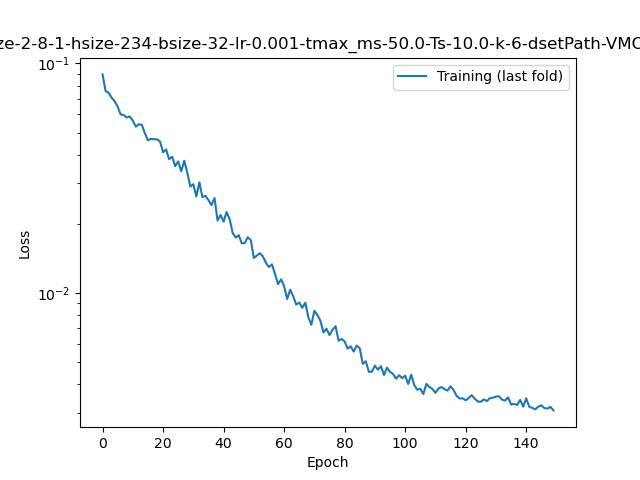 ze-2-8-1-hsize-234-bsize-32-lr-0.001-tmax_ms-50.0-Ts-10.0-k-6-dsetPath-VMC
Training (last fold)
Loss
10⁻¹
10⁻²
0 20 40 60 80 100 120 140
Epoch